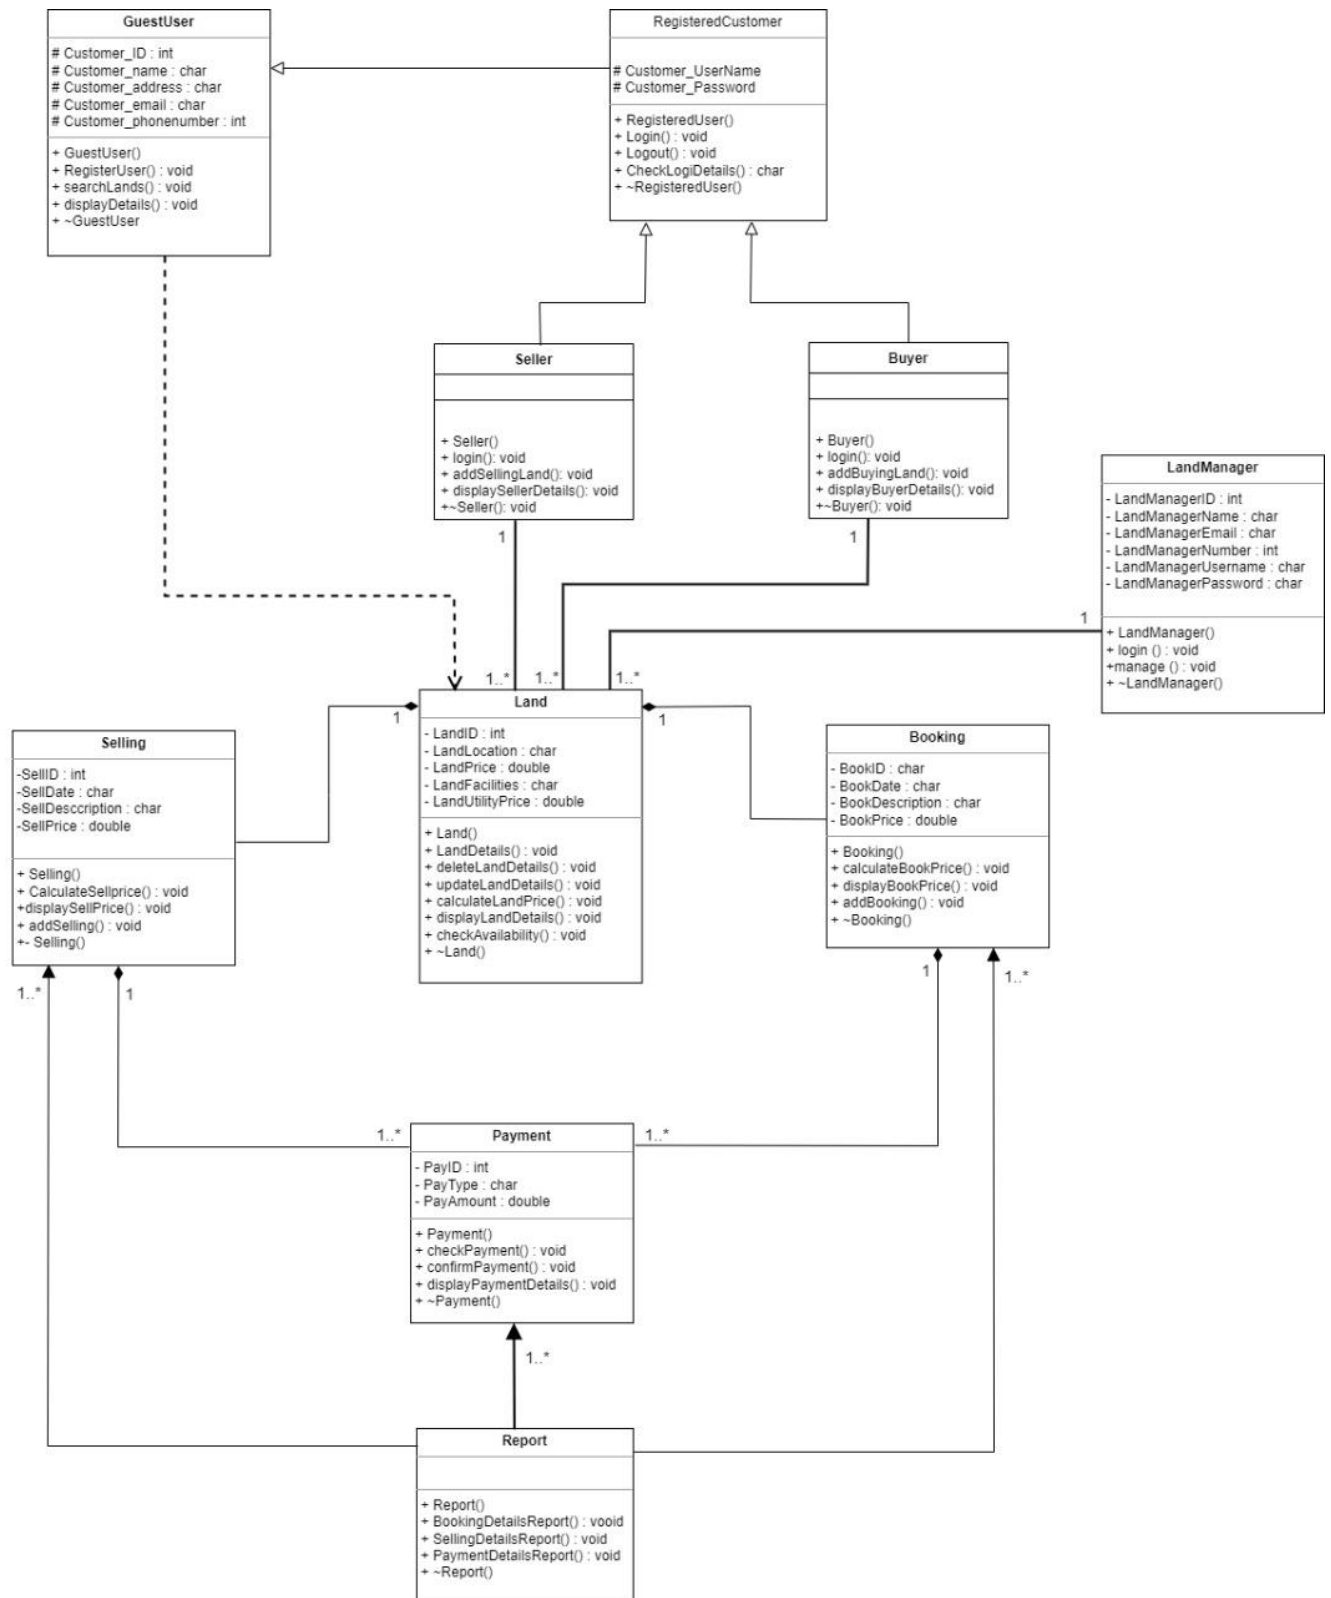 GuestUser
# Customer_ID : int
# Customer_name : char
# Customer_address : char
# Customer_email : char
# Customer_phonenumber : int
+ GuestUser()
+ RegisterUser() : void
+ searchLands() : void
+ displayDetails() : void
+ ~GuestUser
RegisteredCustomer
# Customer_UserName
# Customer_Password
+ RegisteredUser()
+ Login() : void
+ Logout() : void
+ CheckLogiDetails() : char
+ ~RegisteredUser()
Seller
+ Seller()
+ login(): void
+ addSellingLand(): void
+ displaySellerDetails(): void
+~Seller(): void
1
Buyer
+ Buyer()
+ login(): void
+ addBuyingLand(): void
+ displayBuyerDetails(): void
+~Buyer(): void
1
LandManager
- LandManagerID : int
- LandManagerName : char
- LandManagerEmail : char
- LandManagerNumber : int
- LandManagerUsername : char
- LandManagerPassword : char
+ LandManager()
+ login () : void
+manage () : void
+ ~LandManager()
1
1..*
1..*
1..*
Land
- LandID : int
- LandLocation : char
- LandPrice : double
- LandFacilities : char
- LandUtilityPrice : double
+ Land()
+ LandDetails() : void
+ deleteLandDetails() : void
+ updateLandDetails() : void
+ calculateLandPrice() : void
+ displayLandDetails() : void
+ checkAvailability() : void
+ ~Land()
1
1
Selling
-SellID : int
-SellDate : char
-SellDesccription : char
-SellPrice : double
+ Selling()
+ CalculateSellprice() : void
+displaySellPrice() : void
+ addSelling() : void
+- Selling()
1..*
1
Booking
- BookID : char
- BookDate : char
- BookDescription : char
- BookPrice : double
+ Booking()
+ calculateBookPrice() : void
+ displayBookPrice() : void
+ addBooking() : void
+ ~Booking()
1
1..*
1..*
1..*
Payment
- PayID : int
- PayType : char
- PayAmount : double
+ Payment()
+ checkPayment() : void
+ confirmPayment() : void
+ displayPaymentDetails() : void
+ ~Payment()
1..*
Report
+ Report()
+ BookingDetailsReport() : vooid
+ SellingDetailsReport() : void
+ PaymentDetailsReport() : void
+ ~Report()